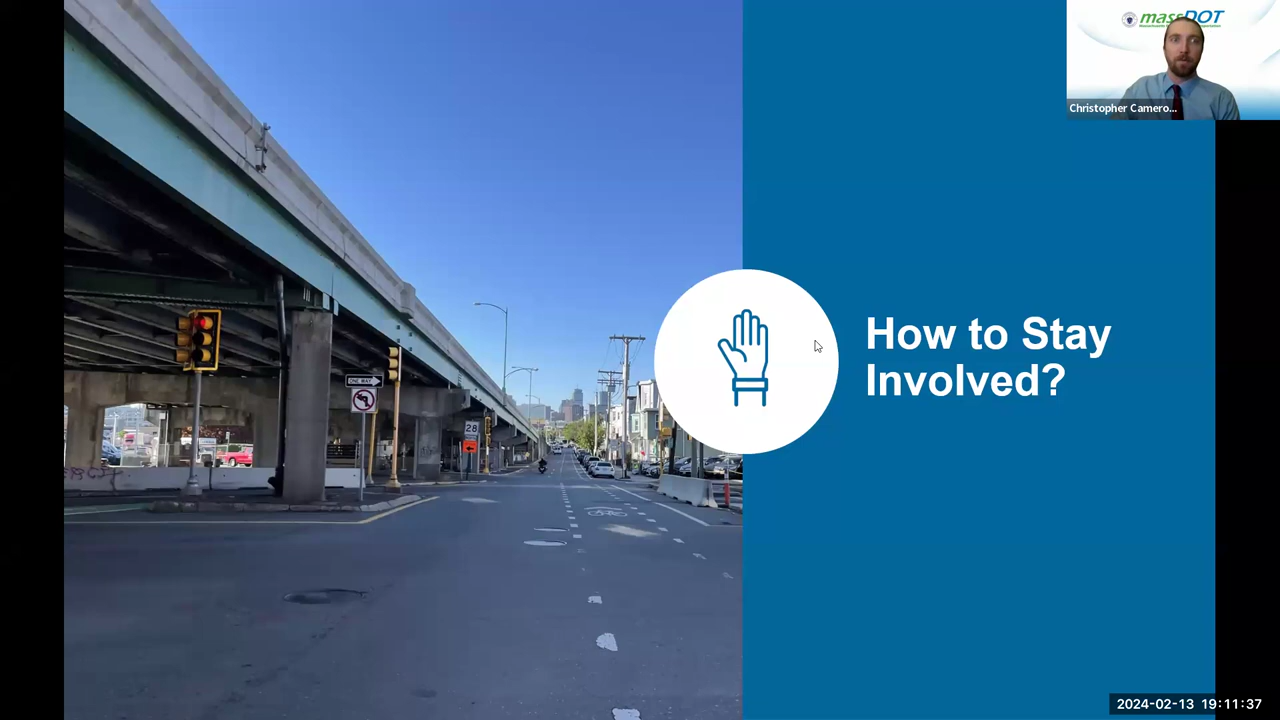 massDOT
Christopher Camero...
How to Stay
Involved?
ONE WAY
28
2024-02-13 19:11:37